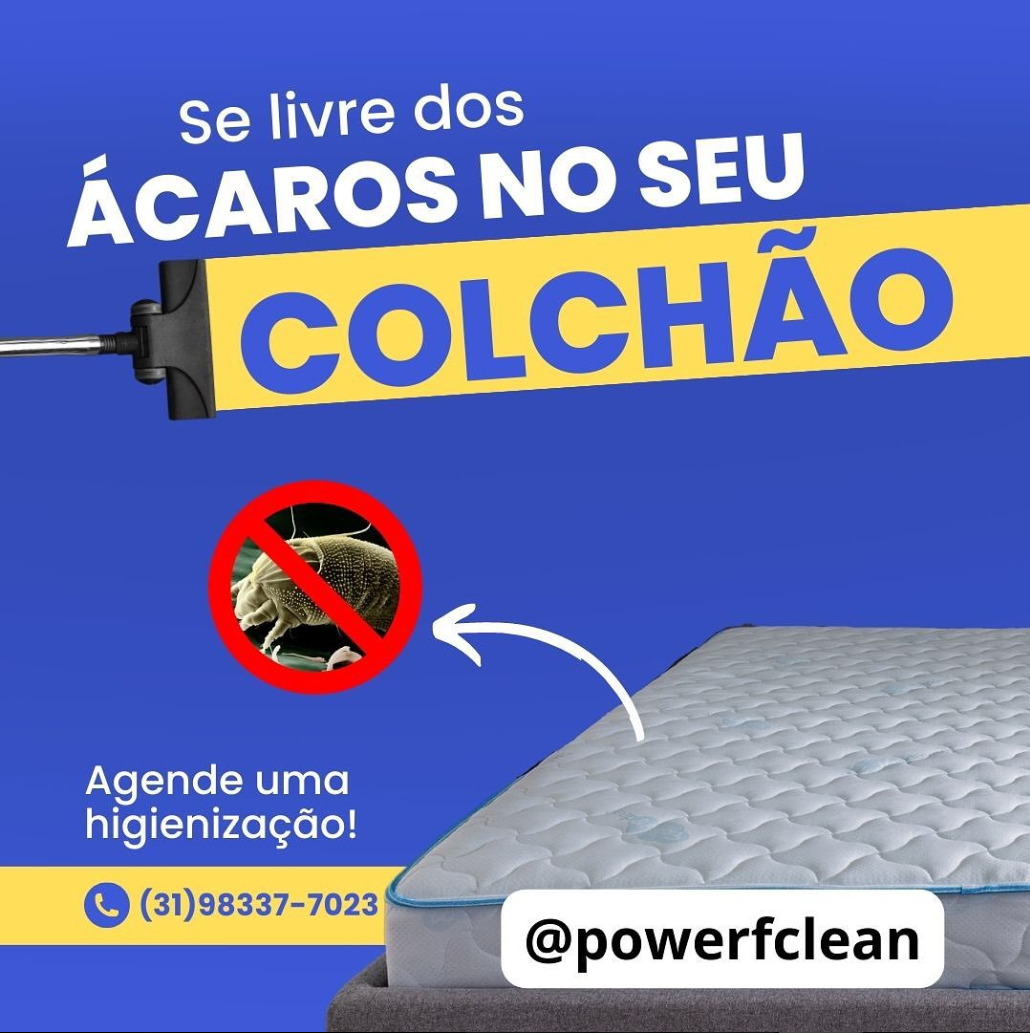 Se livre dos
ÁCAROS NO SEU
COLCHÃO
Agende uma
higienização!
(31)98337-7023
@powerfclean